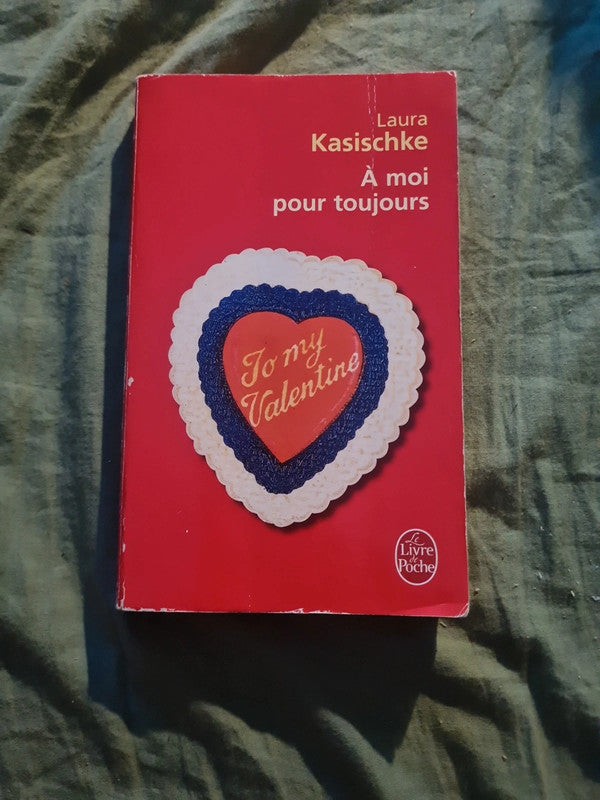 Laura
Kasischke
À moi
pour toujours
To my
Valentine
Le
Livre
de
Poche